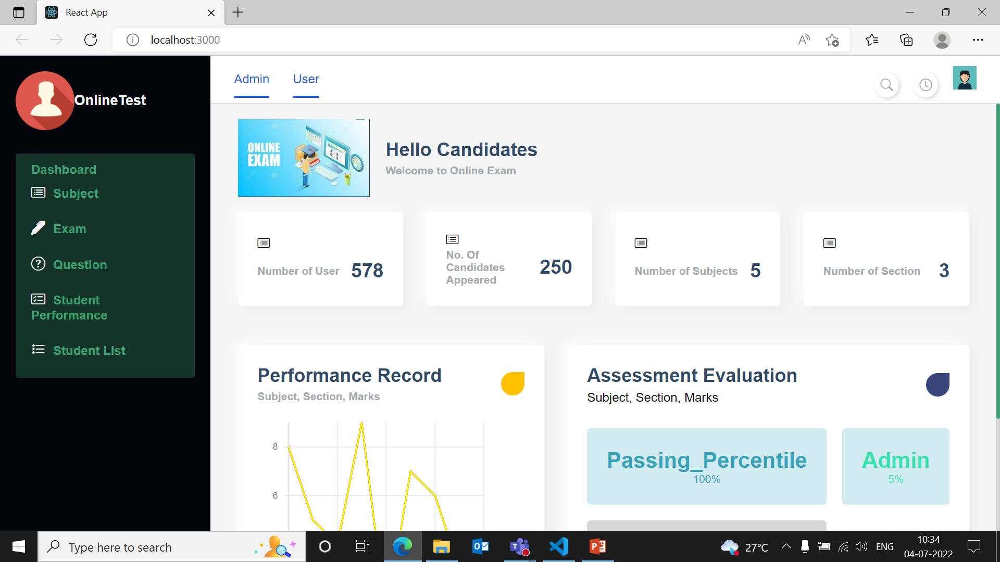 React App
localhost:3000
OnlineTest
Dashboard
Subject
Exam
Question
Student
Performance
Student List
Admin
User
ONLINE
EXAM
Hello Candidates
Welcome to Online Exam
Number of User
578
No. Of
Candidates
Appeared
250
Number of Subjects
5
Number of Section
3
Performance Record
Subject, Section, Marks
8
6
Assessment Evaluation
Subject, Section, Marks
Passing_Percentile
100%
Admin
5%
Type here to search
27°C
ENG
10:34
04-07-2022